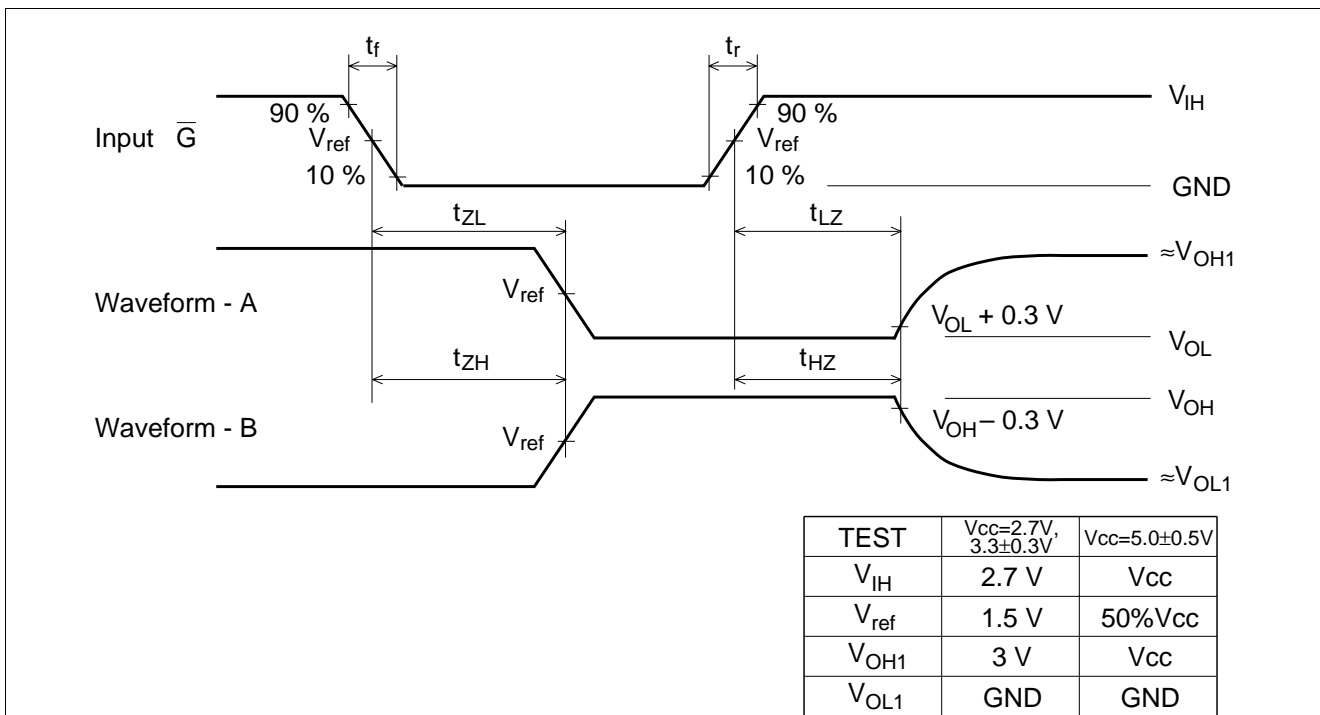 tf
tr
90 %
90 %
VIH
Input G̅
Vref
Vref
10 %
10 %
GND
tZL
tLZ
≈VOH1
Waveform - A
Vref
VOL + 0.3 V
VOL
tZH
tHZ
VOH
Waveform - B
Vref
VOH – 0.3 V
≈VOL1
TEST Vcc=2.7V, 3.3±0.3V Vcc=5.0±0.5V
VIH 2.7 V Vcc
Vref 1.5 V 50%Vcc
VOH1 3 V Vcc
VOL1 GND GND